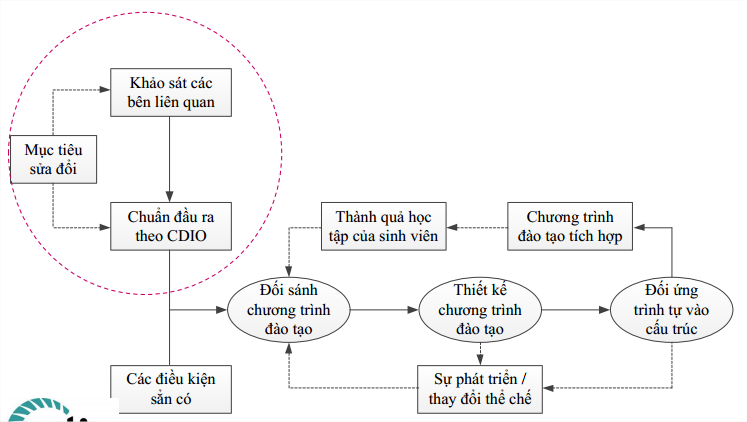 Khảo sát các
bên liên quan
Mục tiêu
sửa đổi
Chuẩn đầu ra
theo CDIO
Thành quả học
tập của sinh viên
Chương trình
đào tạo tích hợp
Đối sánh
chương trình
đào tạo
Thiết kế
chương trình
đào tạo
Đối ứng
trình tự vào
cấu trúc
Các điều kiện
sẵn có
Sự phát triển /
thay đổi thể chế